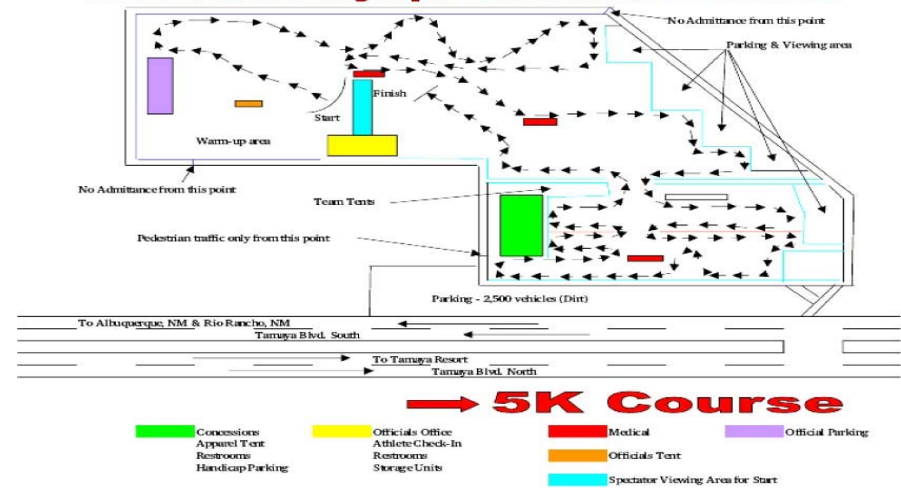 No Admittance from this point
Parking & Viewing area
Finish
Start
Warm-up area
No Admittance from this point
Team Tents
Pedestrian traffic only from this point
Parking - 2,500 vehicles (Dirt)
To Albuquerque, NM & Rio Rancho, NM
Tamaya Blvd. South
To Tamaya Resort
Tamaya Blvd. North
5K Course
Concessions
Apparel Tent
Restrooms
Handicap Parking
Officials Office
Athlete Check-In
Restrooms
Storage Units
Medical
Officials Tent
Spectator Viewing Area for Start
Official Parking